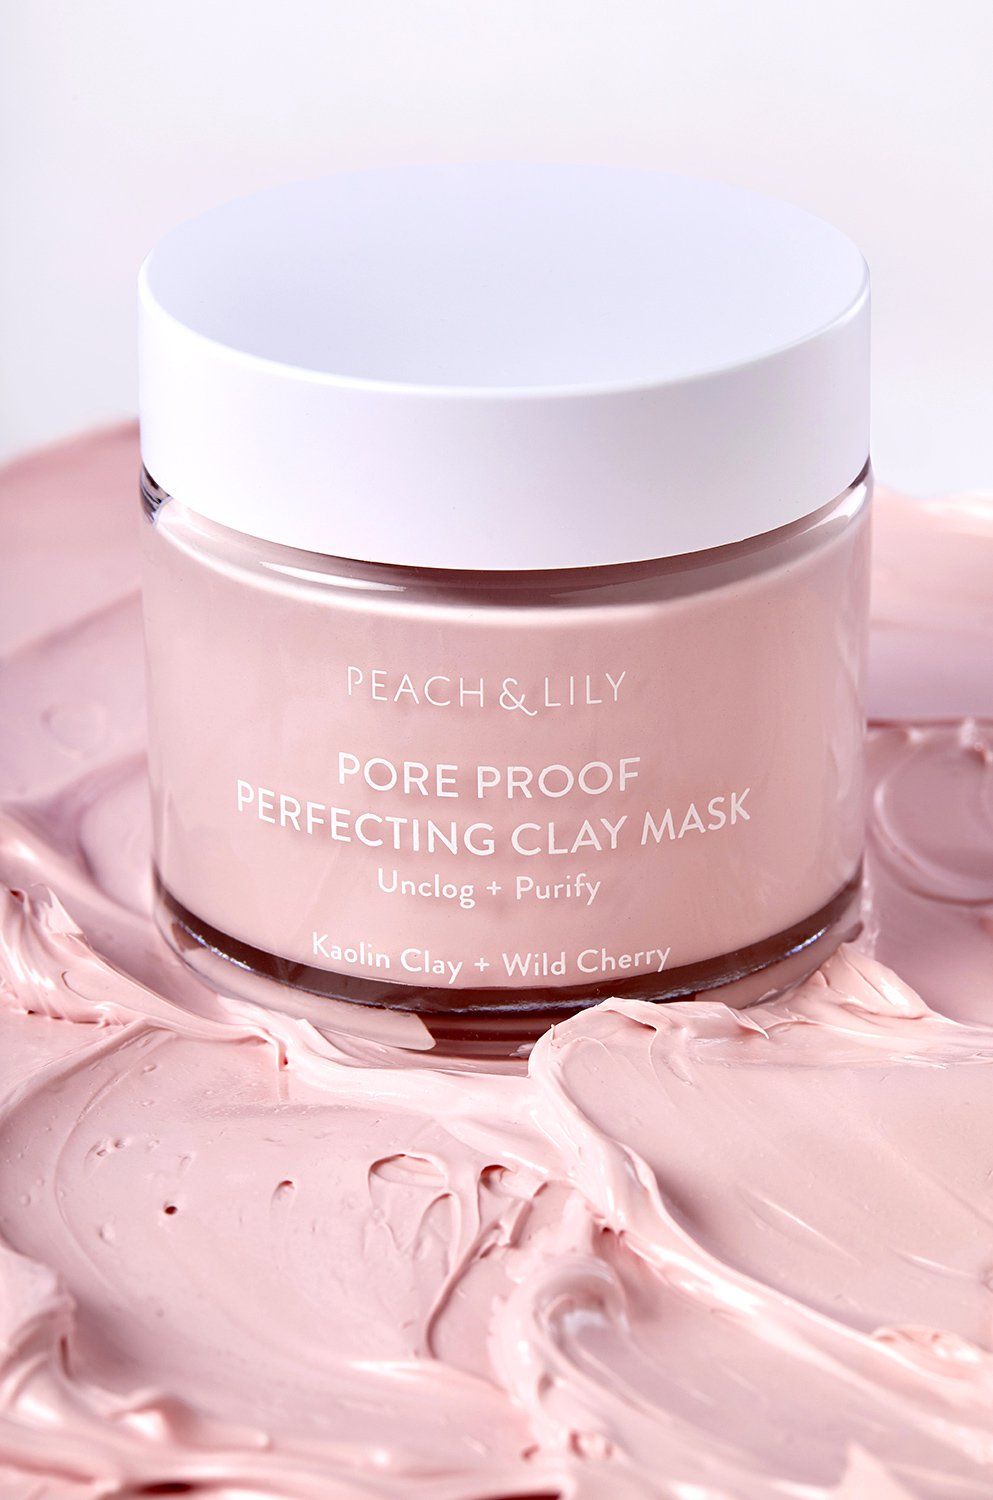 PEACH & LILY
PORE PROOF
PERFECTING CLAY MASK
Unclog + Purify
Kaolin Clay + Wild Cherry